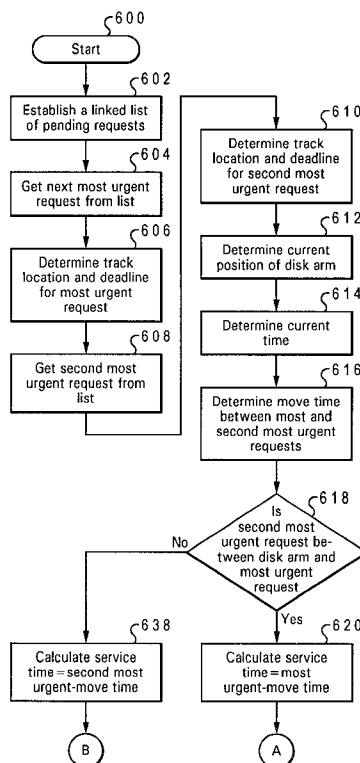 600
Start
602
Establish a linked list
of pending requests
604
Get next most urgent
request from list
606
Determine track
location and deadline
for most urgent
request
608
Get second most
urgent request from
list
610
Determine track
location and deadline
for second most
urgent request
612
Determine current
position of disk arm
614
Determine current
time
616
Determine move time
between most and
second most urgent
requests
618
Is
second most
urgent request be-
tween disk arm and
most urgent
request
No
Yes
638
Calculate service
time=second most
urgent-move time
620
Calculate service
time=most
urgent-move time
B
A